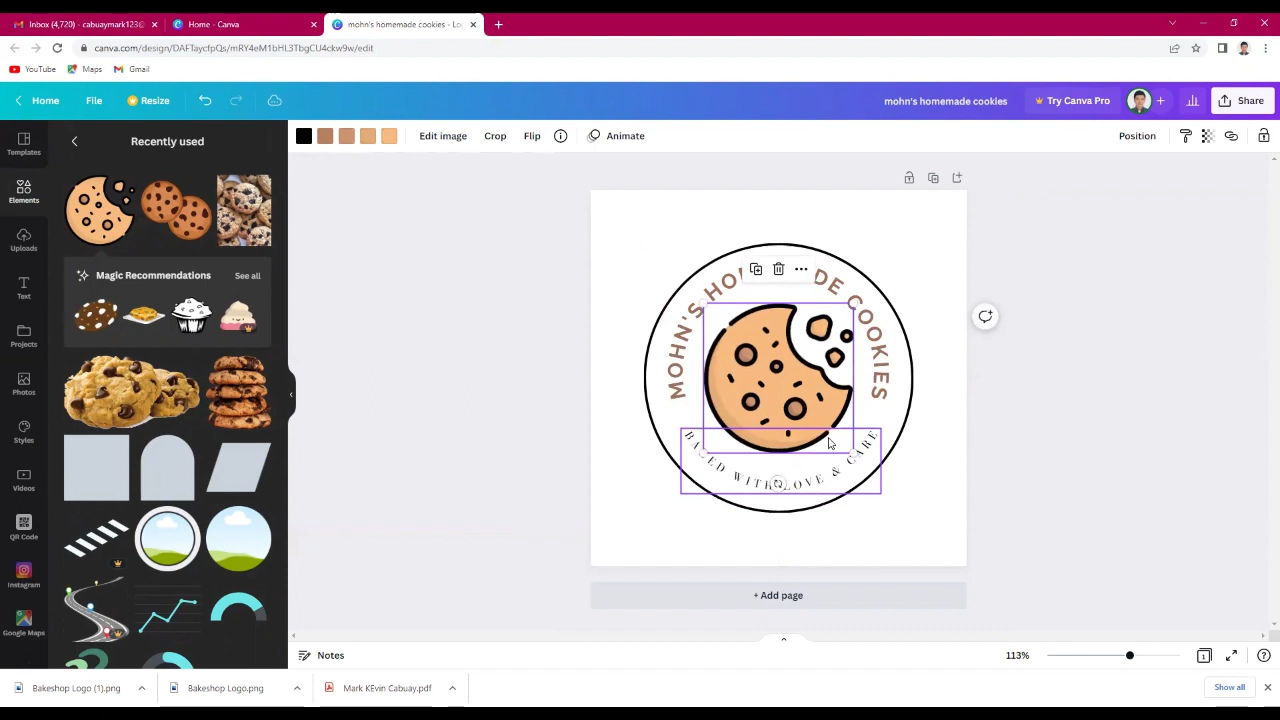 Inbox (4,720) - cabuaymark123@
Home - Canva
mohn's homemade cookies - Lo
canva.com/design/DAFTaycfpQs/mRY4eM1bHL3TbgCU4ckw9w/edit
YouTube
Maps
Gmail
Home
File
Resize
mohn's homemade cookies
Try Canva Pro
Share
Templates
Elements
Uploads
Text
Projects
Photos
Styles
Videos
QR Code
Instagram
Google Maps
Recently used
Magic Recommendations
See all
Edit image
Crop
Flip
Animate
Position
MOHN'S HO DE COOKIES
BAKED WITH LOVE & CARE
+ Add page
Notes
113%
1
Bakeshop Logo (1).png
Bakeshop Logo.png
Mark KEvin Cabuay.pdf
Show all